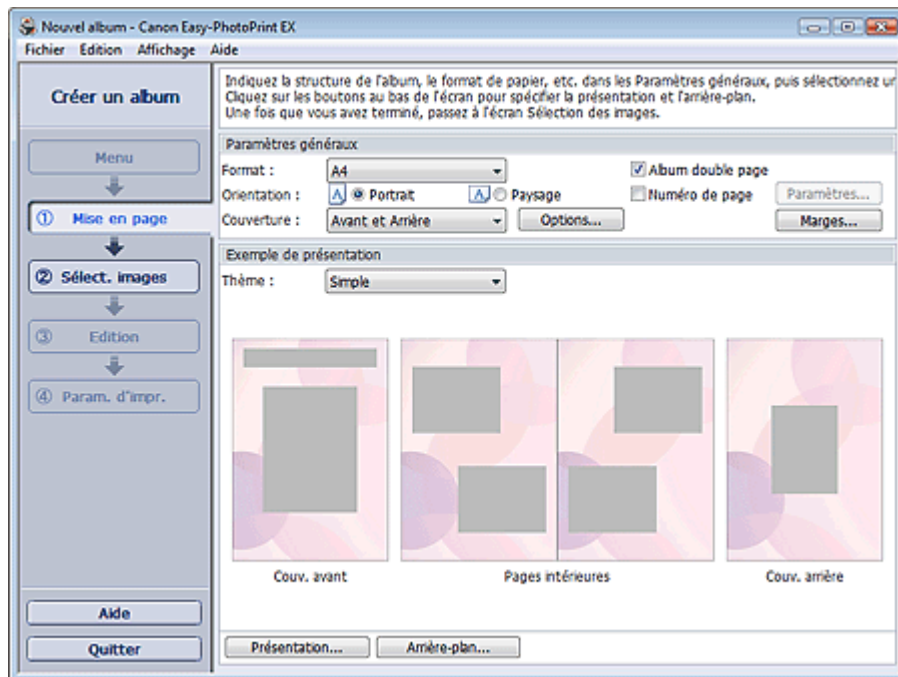 Nouvel album - Canon Easy-PhotoPrint EX
Fichier Edition Affichage Aide
Créer un album
Menu
① Mise en page
② Sélect. images
③ Edition
④ Param. d'impr.
Aide
Quitter
Indiquez la structure de l'album, le format de papier, etc. dans les Paramètres généraux, puis sélectionnez un
Cliquez sur les boutons au bas de l'écran pour spécifier la présentation et l'arrière-plan.
Une fois que vous avez terminé, passez à l'écran Sélection des images.
Paramètres généraux
Format : A4 Album double page
Orientation : A Portrait A Paysage Numéro de page Paramètres...
Couverture : Avant et Arrière Options... Marges...
Exemple de présentation
Thème : Simple
Couv. avant Pages intérieures Couv. arrière
Présentation... Arrière-plan...